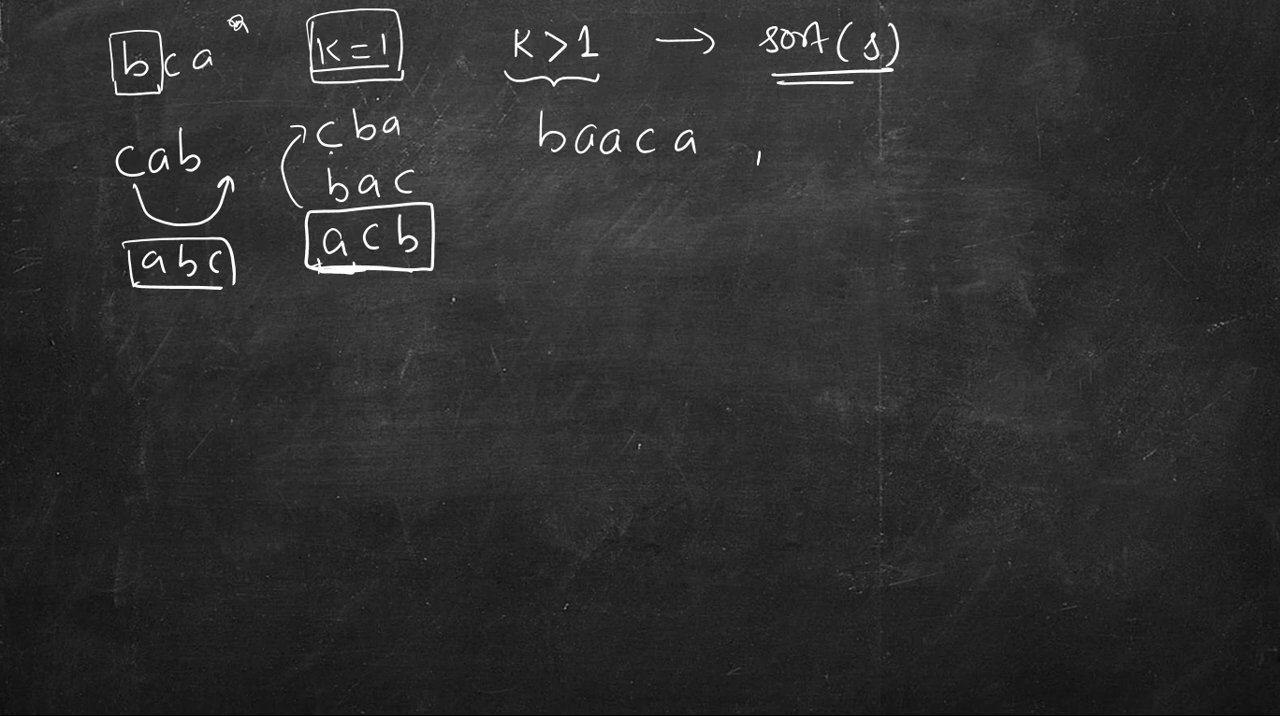 bca K=1 K>1 → sort(s)
cba
baaca ,
cab
bac
acb
abc